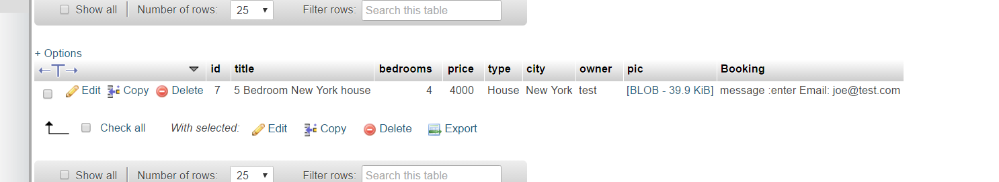 Show all Number of rows: 25 Filter rows: Search this table
+ Options
id title bedrooms price type city owner pic Booking
Edit Copy Delete 7 5 Bedroom New York house 4 4000 House New York test [BLOB - 39.9 KiB] message :enter Email: joe@test.com
Check all With selected: Edit Copy Delete Export
Show all Number of rows: 25 Filter rows: Search this table